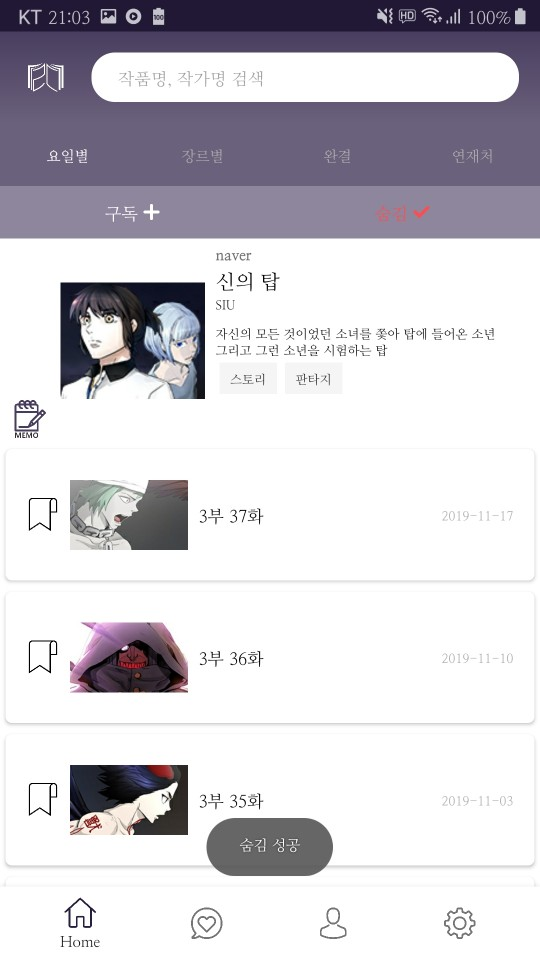 KT 21:03 HD 100%
작품명, 작가명 검색
요일별 장르별 완결 연재처
구독 숨김
naver
신의 탑
SIU
자신의 모든 것이었던 소녀를 쫓아 탑에 들어온 소년
그리고 그런 소년을 시험하는 탑
스토리 판타지
MEMO
3부 37화 2019-11-17
3부 36화 2019-11-10
3부 35화 2019-11-03
숨김 성공
Home